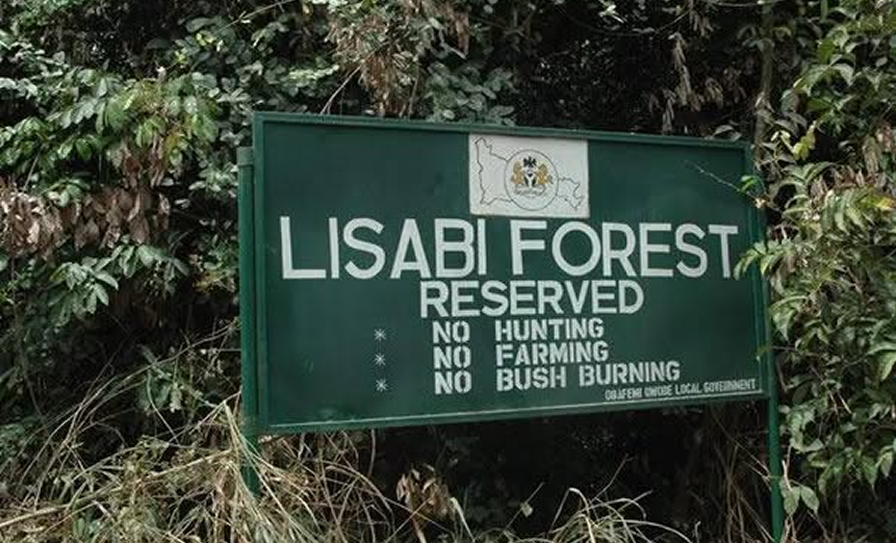 LISABI FOREST
RESERVED
* NO HUNTING
* NO FARMING
* NO BUSH BURNING
OBAFEMI OWODE LOCAL GOVERNMENT